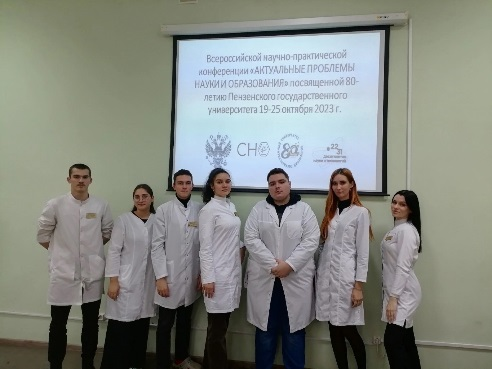 Всероссийской научно-практической
конференции «АКТУАЛЬНЫЕ ПРОБЛЕМЫ
НАУКИ И ОБРАЗОВАНИЯ» посвященной 80-
летию Пензенского государственного
университета 19-25 октября 2023 г.
СНО